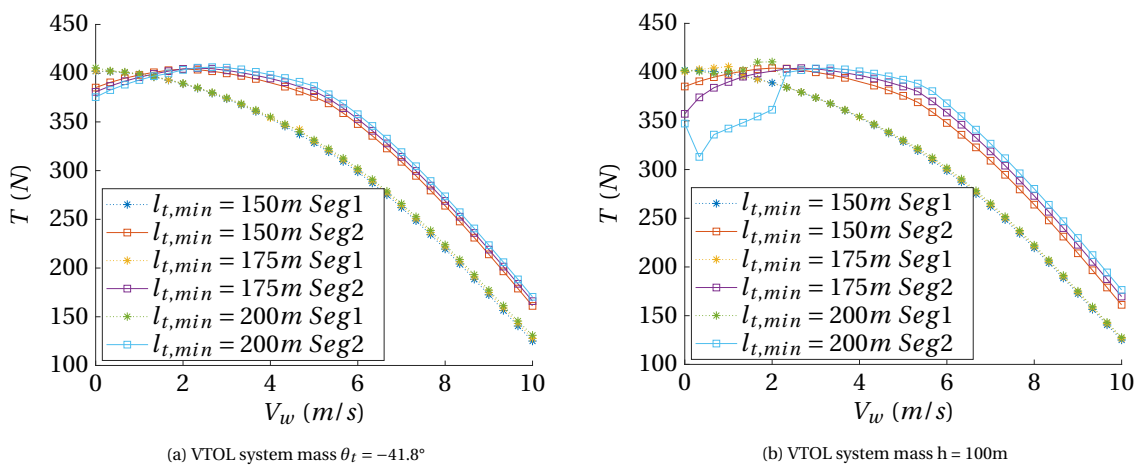 450
400
350
300
250
200
150
100
T (N)
l_{t,min} = 150m Seg1
l_{t,min} = 150m Seg2
l_{t,min} = 175m Seg1
l_{t,min} = 175m Seg2
l_{t,min} = 200m Seg1
l_{t,min} = 200m Seg2
0 2 4 6 8 10
V_w (m/s)
(a) VTOL system mass θ_t = −41.8°
450
400
350
300
250
200
150
100
T (N)
l_{t,min} = 150m Seg1
l_{t,min} = 150m Seg2
l_{t,min} = 175m Seg1
l_{t,min} = 175m Seg2
l_{t,min} = 200m Seg1
l_{t,min} = 200m Seg2
0 2 4 6 8 10
V_w (m/s)
(b) VTOL system mass h = 100m